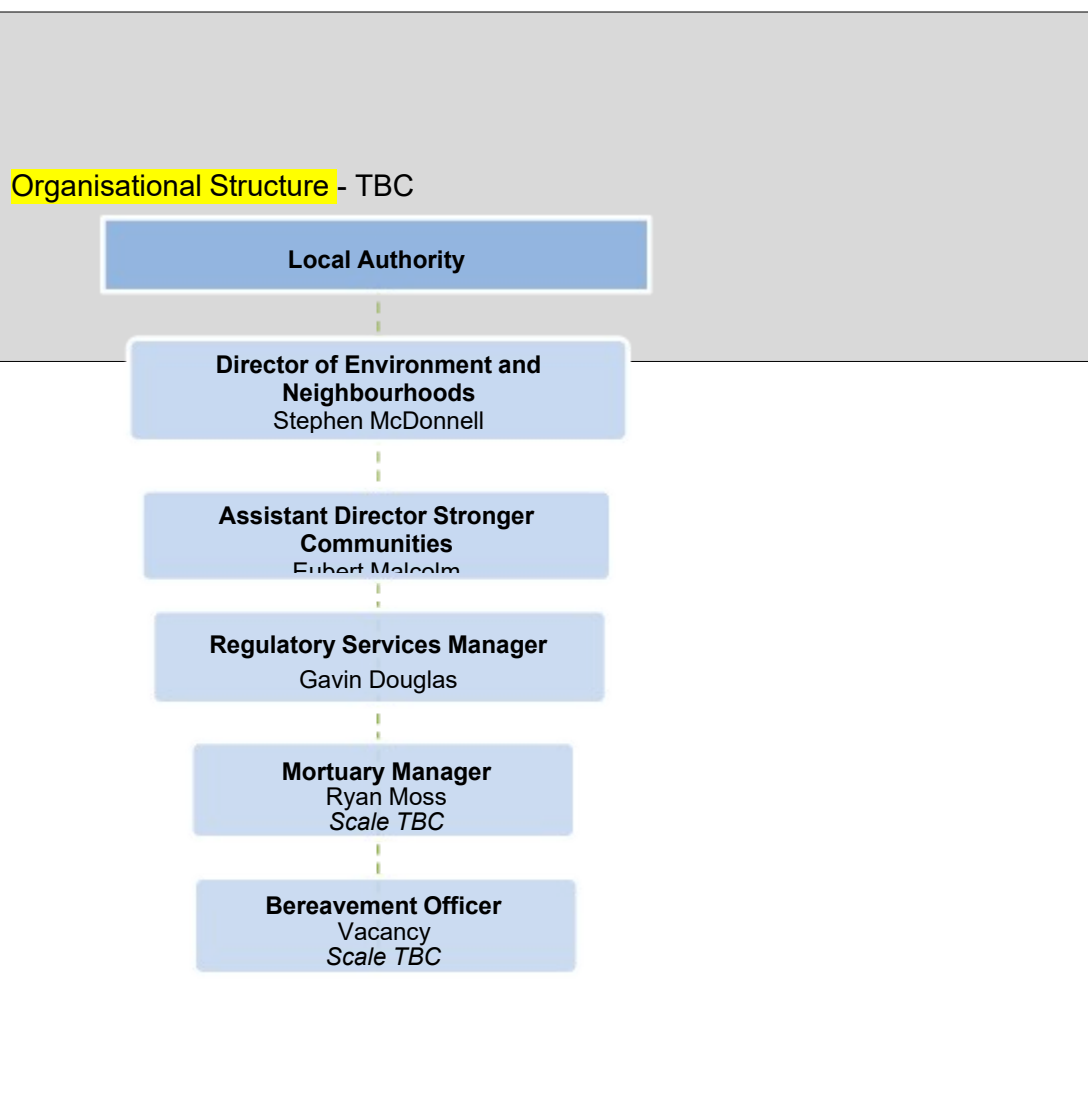 Organisational Structure - TBC
Local Authority
Director of Environment and
Neighbourhoods
Stephen McDonnell
Assistant Director Stronger
Communities
Eubert Malcolm
Regulatory Services Manager
Gavin Douglas
Mortuary Manager
Ryan Moss
Scale TBC
Bereavement Officer
Vacancy
Scale TBC